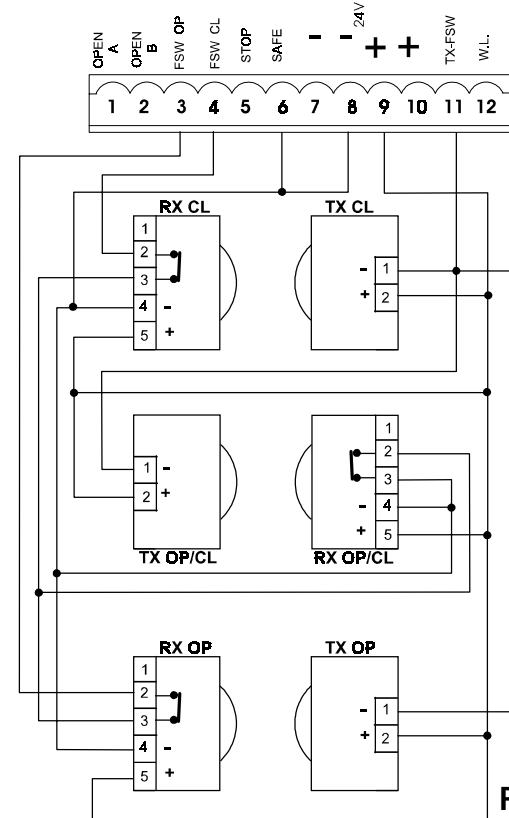 OPEN A
OPEN B
FSW OP
FSW CL
STOP
SAFE
- - 24V
+ +
TX-FSW
W.L.
1 2 3 4 5 6 7 8 9 10 11 12
RX CL
1
2
3
4 -
5 +
TX CL
- 1
+ 2
1 -
2 +
TX OP/CL
1
2
3
- 4
+ 5
RX OP/CL
RX OP
1
2
3
4 -
5 +
TX OP
- 1
+ 2